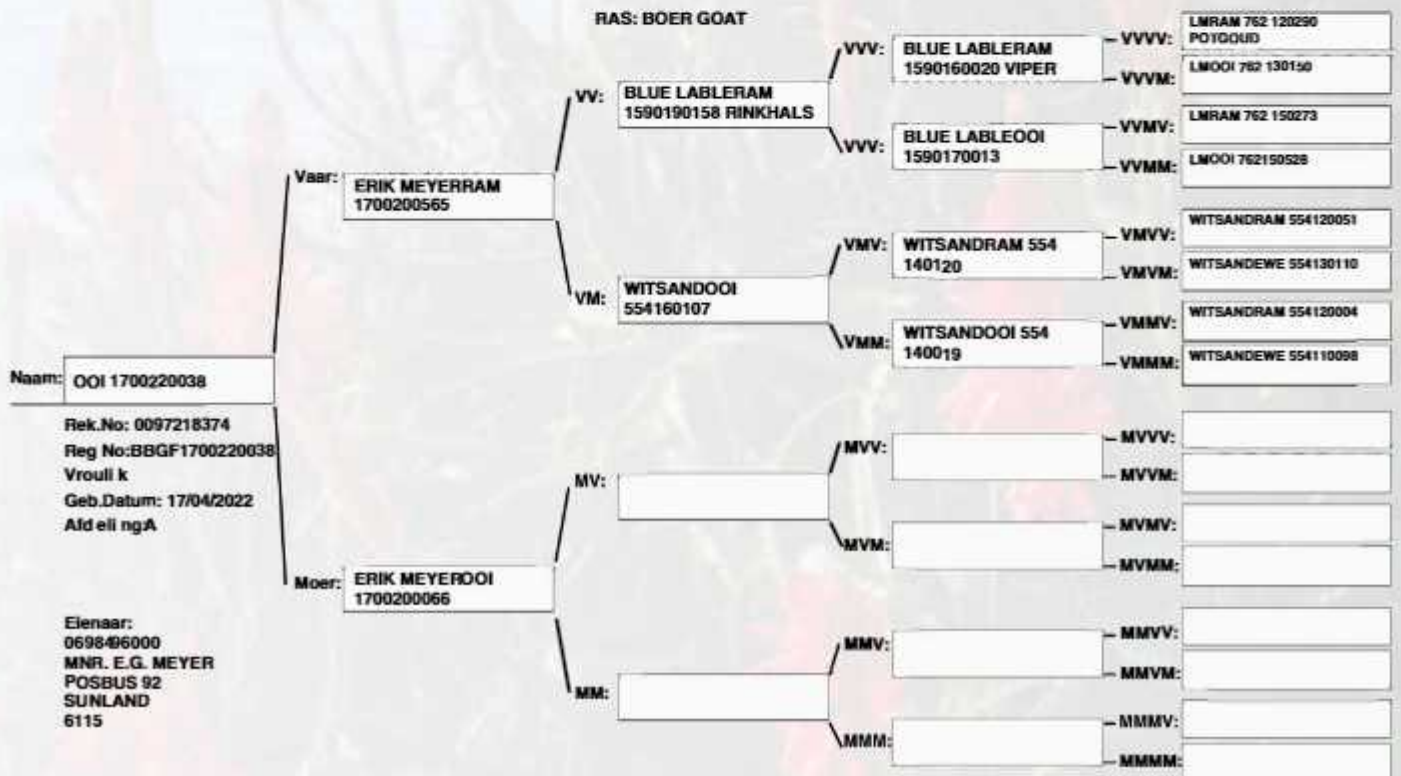 RAS: BOER GOAT
Naam: OOI 1700220038
Rek.No: 0097218374
Reg No:BBGF1700220038
Vrouli k
Geb.Datum: 17/04/2022
Afd eli ng:A
Eienaar:
0698496000
MNR. E.G. MEYER
POSBUS 92
SUNLAND
6115
Vaar: ERIK MEYERRAM
1700200565
Moer: ERIK MEYEROOI
1700200066
VV: BLUE LABLERAM
1590190158 RINKHALS
VM: WITSANDOOI
554160107
MV:
MM:
VVV: BLUE LABLERAM
1590160020 VIPER
VVV: BLUE LABLEOOI
1590170013
VMV: WITSANDRAM 554
140120
VMM: WITSANDOOI 554
140019
MVV:
MVM:
MMV:
MMM:
VVVV: LMRAM 762 120290
POTGOUD
VVVM: LMOOI 762 130150
VVMV: LMRAM 762 150273
VVMM: LMOOI 762150528
VMVV: WITSANDRAM 554120051
VMVM: WITSANDEWE 554130110
VMMV: WITSANDRAM 554120004
VMMM: WITSANDEWE 554110098
MVVV:
MVVM:
MVMV:
MVMM:
MMVV:
MMVM:
MMMV:
MMMM: